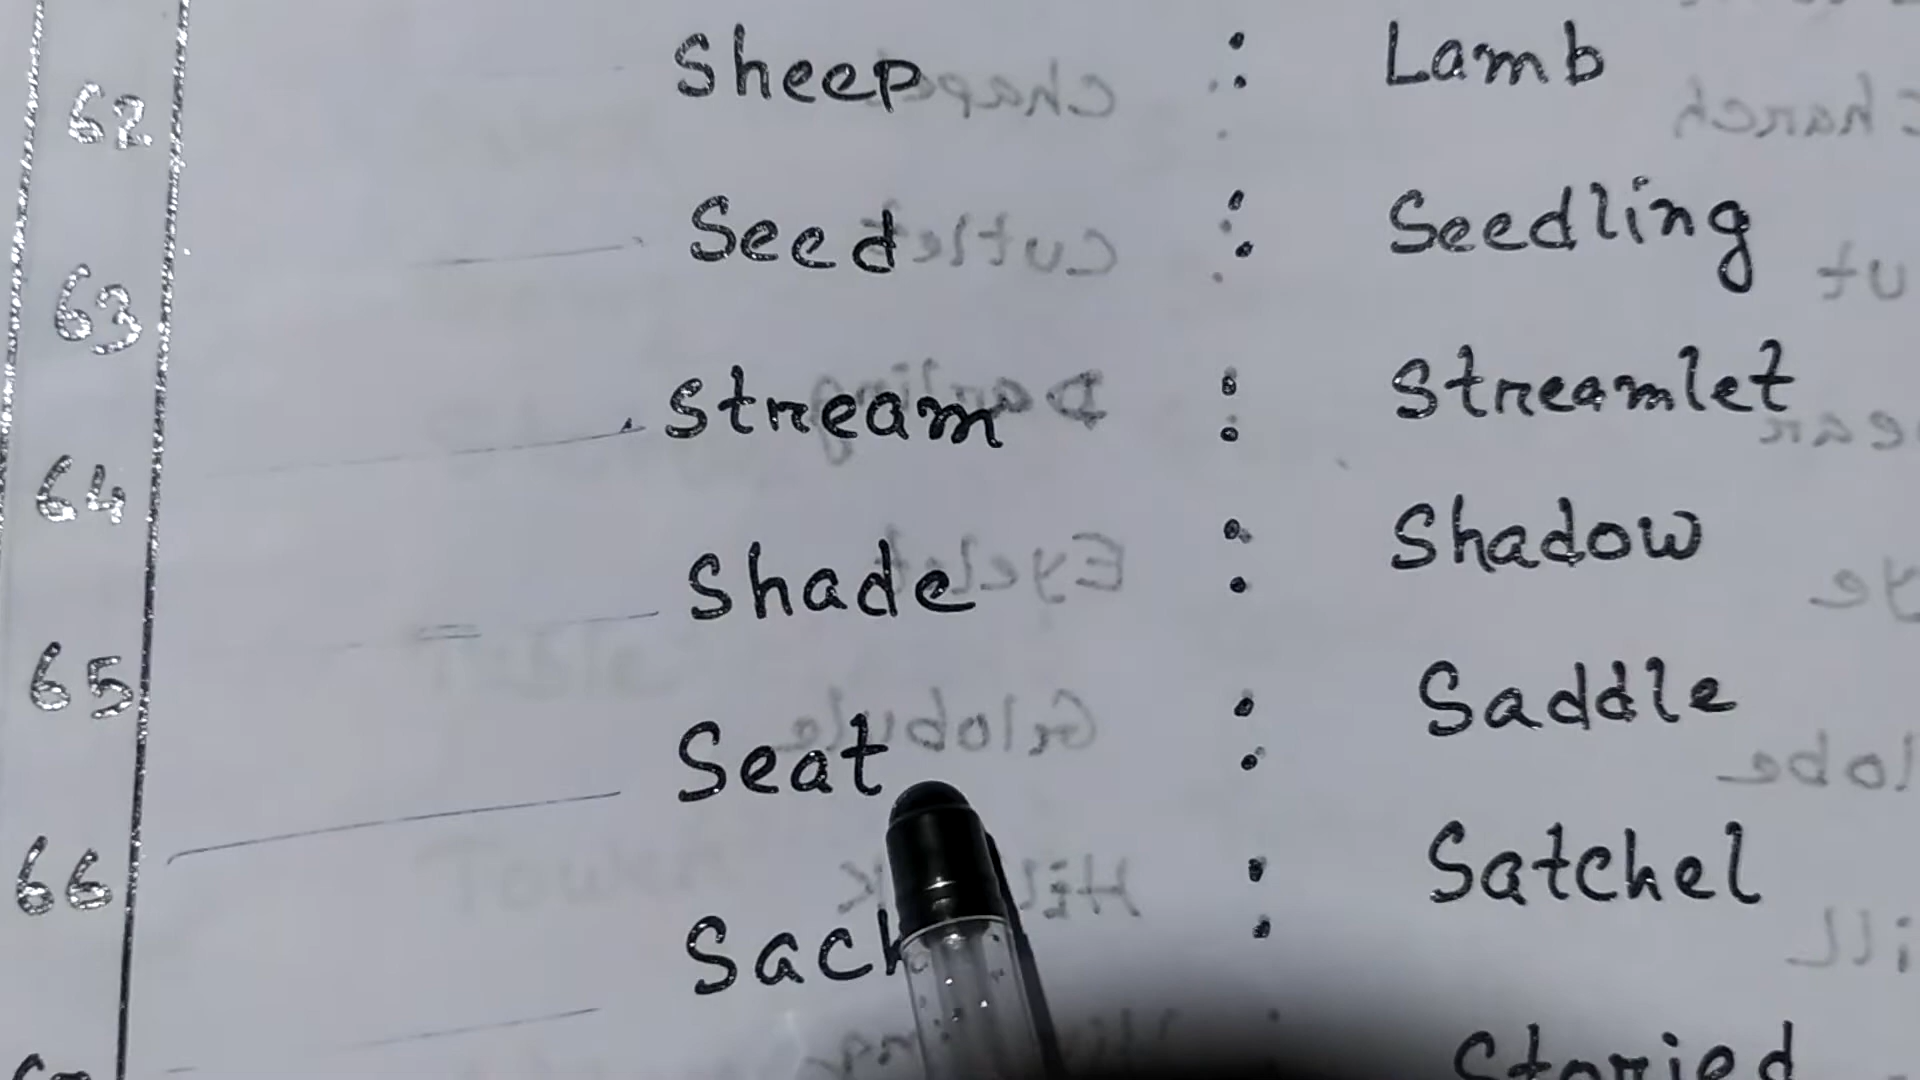 Sheep : Lamb
62
Seed : Seedling
63
Stream : Streamlet
64
Shade : Shadow
65
Seat : Saddle
66
: Satchel